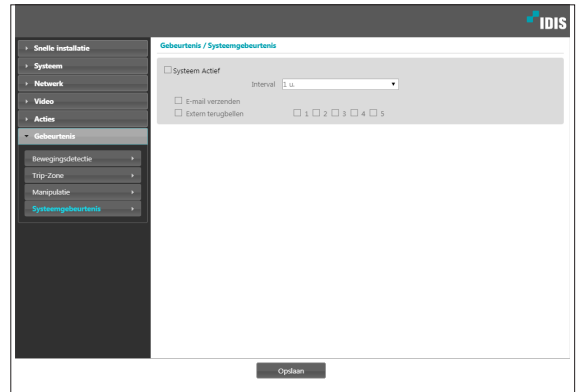 IDIS
Snelle installatie
Systeem
Netwerk
Video
Acties
Gebeurtenis
Bewegingsdetectie
Trip-Zone
Manipulatie
Systeemgebeurtenis
Gebeurtenis / Systeemgebeurtenis
Systeem Actief
Interval 1 u.
E-mail verzenden
Extern terugbellen 1 2 3 4 5
Opslaan